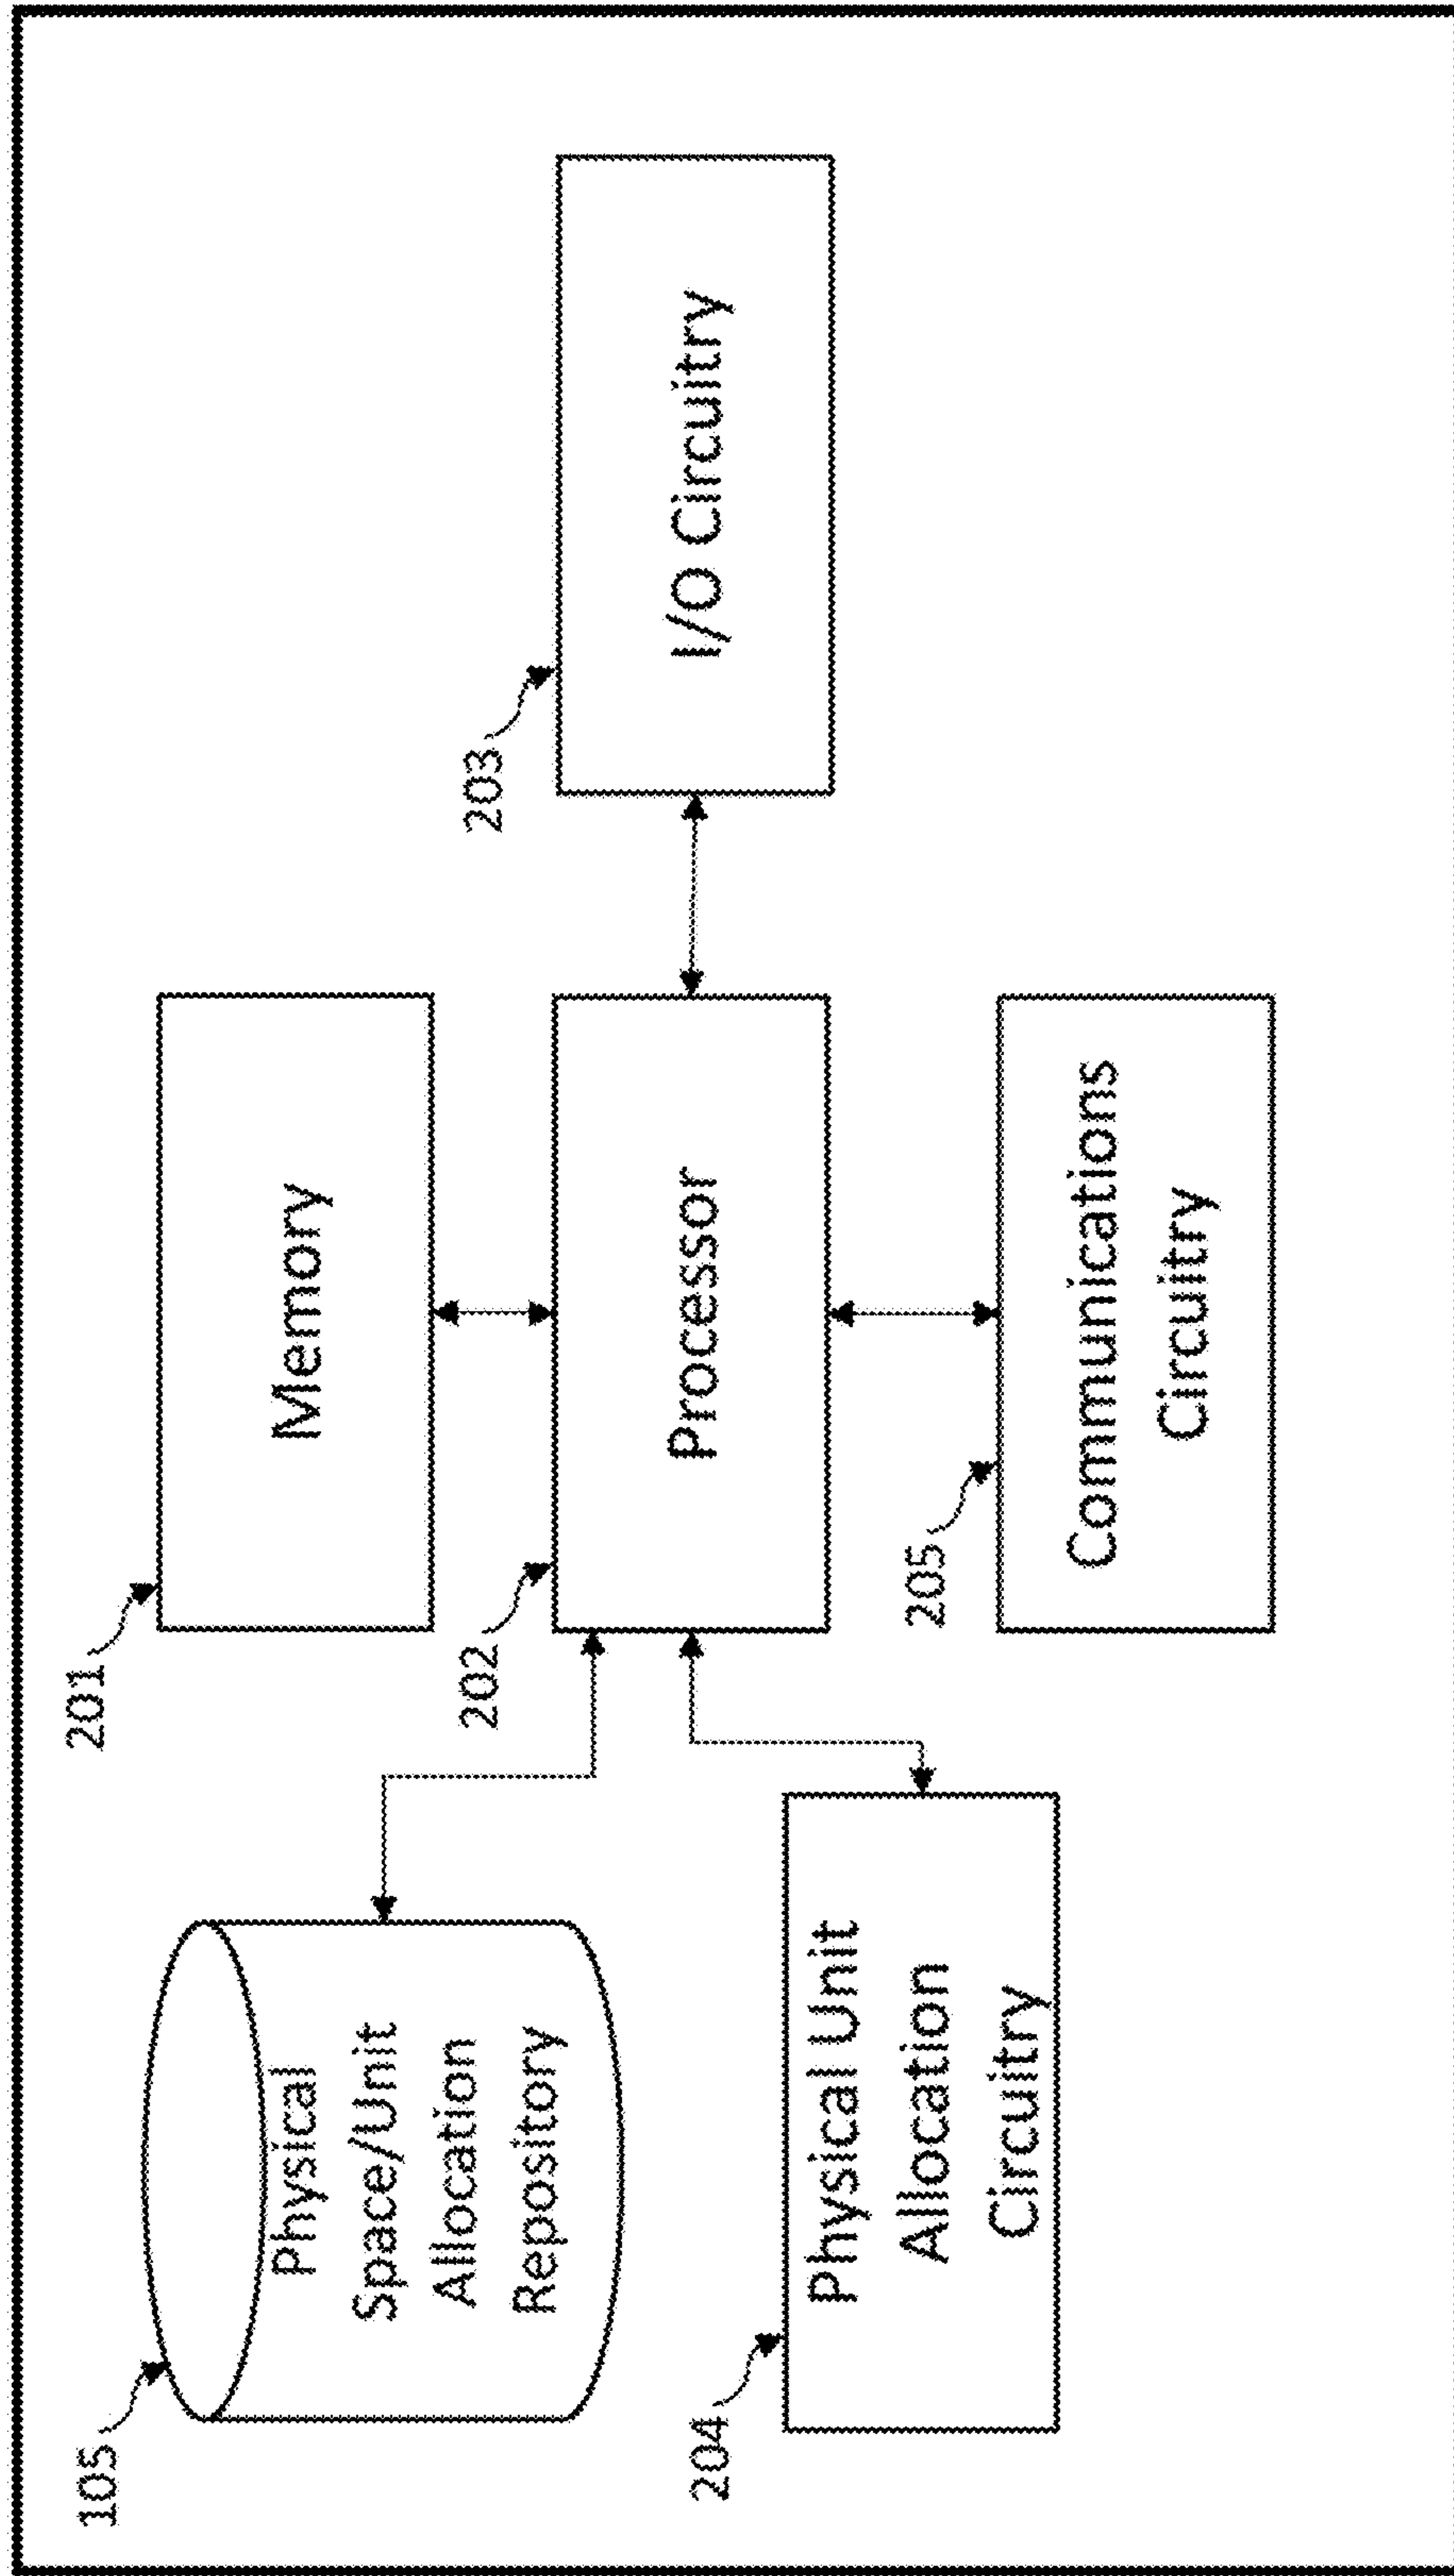 201
Memory
105
Physical
Space/Unit
Allocation
Repository
202
Processor
203
I/O Circuitry
204
Physical Unit
Allocation
Circuitry
205
Communications
Circuitry